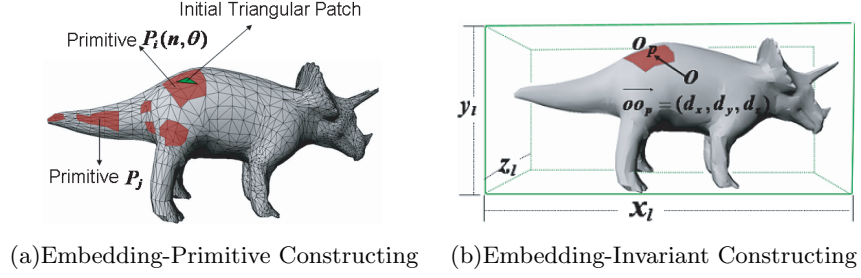 Initial Triangular Patch
Primitive P_i(n,θ)
Primitive P_j
o_p
o
oo_p = (d_x, d_y, d_z)
y_l
z_l
x_l
(a)Embedding-Primitive Constructing
(b)Embedding-Invariant Constructing